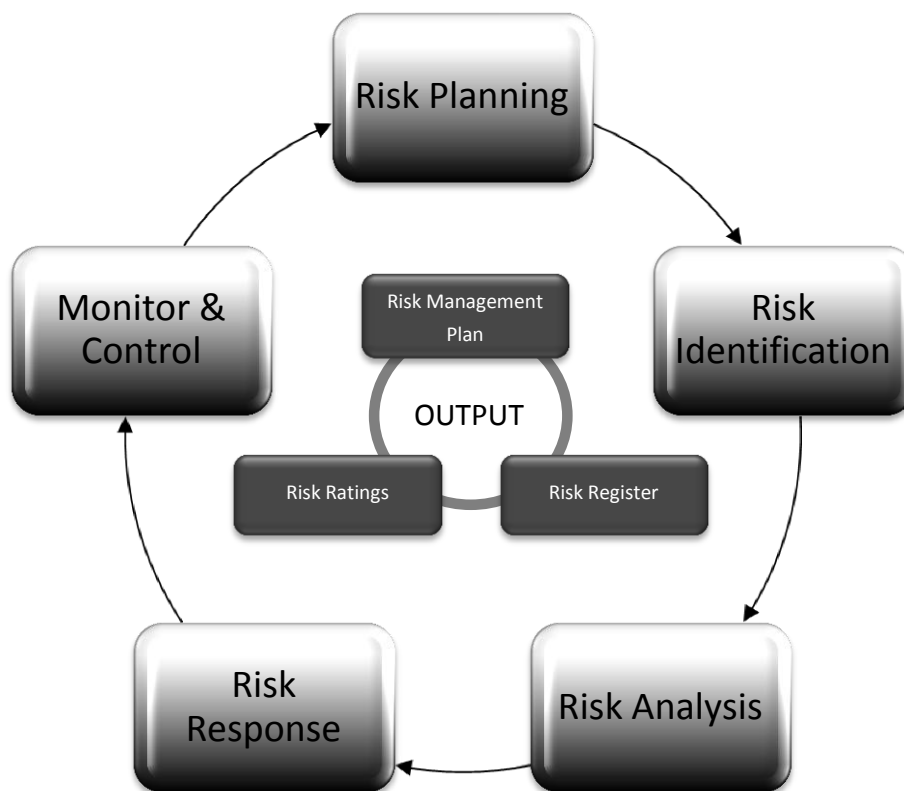 Risk Planning
Risk
Identification
Risk Analysis
Risk
Response
Monitor &
Control
Risk Management
Plan
OUTPUT
Risk Ratings
Risk Register